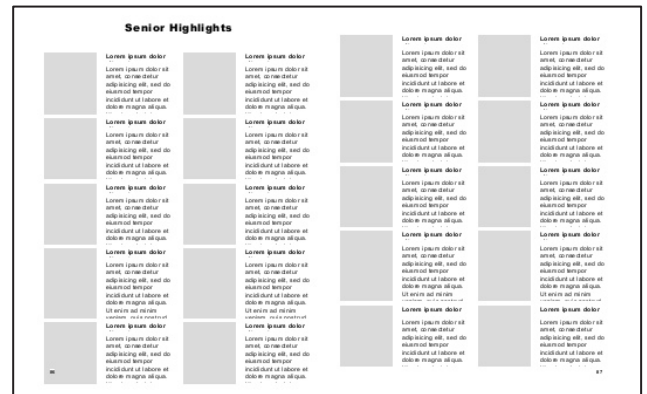 Senior Highlights
Lorem ipsum dolor
Lorem ipsum dolor sit
amet, consectetur
adipisicing elit, sed do
eiusmod tempor
incididunt ut labore et
dolore magna aliqua.
Lorem ipsum dolor
Lorem ipsum dolor sit
amet, consectetur
adipisicing elit, sed do
eiusmod tempor
incididunt ut labore et
dolore magna aliqua.
Lorem ipsum dolor
Lorem ipsum dolor sit
amet, consectetur
adipisicing elit, sed do
eiusmod tempor
incididunt ut labore et
dolore magna aliqua.
Lorem ipsum dolor
Lorem ipsum dolor sit
amet, consectetur
adipisicing elit, sed do
eiusmod tempor
incididunt ut labore et
dolore magna aliqua.
Lorem ipsum dolor
Lorem ipsum dolor sit
amet, consectetur
adipisicing elit, sed do
eiusmod tempor
incididunt ut labore et
dolore magna aliqua.
Lorem ipsum dolor
Lorem ipsum dolor sit
amet, consectetur
adipisicing elit, sed do
eiusmod tempor
incididunt ut labore et
dolore magna aliqua.
Lorem ipsum dolor
Lorem ipsum dolor sit
amet, consectetur
adipisicing elit, sed do
eiusmod tempor
incididunt ut labore et
dolore magna aliqua.
Ut enim ad minim
Lorem ipsum dolor
Lorem ipsum dolor sit
amet, consectetur
adipisicing elit, sed do
eiusmod tempor
incididunt ut labore et
dolore magna aliqua.
Ut enim ad minim
Lorem ipsum dolor
Lorem ipsum dolor sit
amet, consectetur
adipisicing elit, sed do
eiusmod tempor
incididunt ut labore et
dolore magna aliqua.
Lorem ipsum dolor
Lorem ipsum dolor sit
amet, consectetur
adipisicing elit, sed do
eiusmod tempor
incididunt ut labore et
dolore magna aliqua.
Lorem ipsum dolor
Lorem ipsum dolor sit
amet, consectetur
adipisicing elit, sed do
eiusmod tempor
incididunt ut labore et
dolore magna aliqua.
Lorem ipsum dolor
Lorem ipsum dolor sit
amet, consectetur
adipisicing elit, sed do
eiusmod tempor
incididunt ut labore et
dolore magna aliqua.
Lorem ipsum dolor
Lorem ipsum dolor sit
amet, consectetur
adipisicing elit, sed do
eiusmod tempor
incididunt ut labore et
dolore magna aliqua.
Lorem ipsum dolor
Lorem ipsum dolor sit
amet, consectetur
adipisicing elit, sed do
eiusmod tempor
incididunt ut labore et
dolore magna aliqua.
Lorem ipsum dolor
Lorem ipsum dolor sit
amet, consectetur
adipisicing elit, sed do
eiusmod tempor
incididunt ut labore et
dolore magna aliqua.
Lorem ipsum dolor
Lorem ipsum dolor sit
amet, consectetur
adipisicing elit, sed do
eiusmod tempor
incididunt ut labore et
dolore magna aliqua.
Lorem ipsum dolor
Lorem ipsum dolor sit
amet, consectetur
adipisicing elit, sed do
eiusmod tempor
incididunt ut labore et
dolore magna aliqua.
Ut enim ad minim
Lorem ipsum dolor
Lorem ipsum dolor sit
amet, consectetur
adipisicing elit, sed do
eiusmod tempor
incididunt ut labore et
dolore magna aliqua.
Ut enim ad minim
Lorem ipsum dolor
Lorem ipsum dolor sit
amet, consectetur
adipisicing elit, sed do
eiusmod tempor
incididunt ut labore et
dolore magna aliqua.
Lorem ipsum dolor
Lorem ipsum dolor sit
amet, consectetur
adipisicing elit, sed do
eiusmod tempor
incididunt ut labore et
dolore magna aliqua.
87